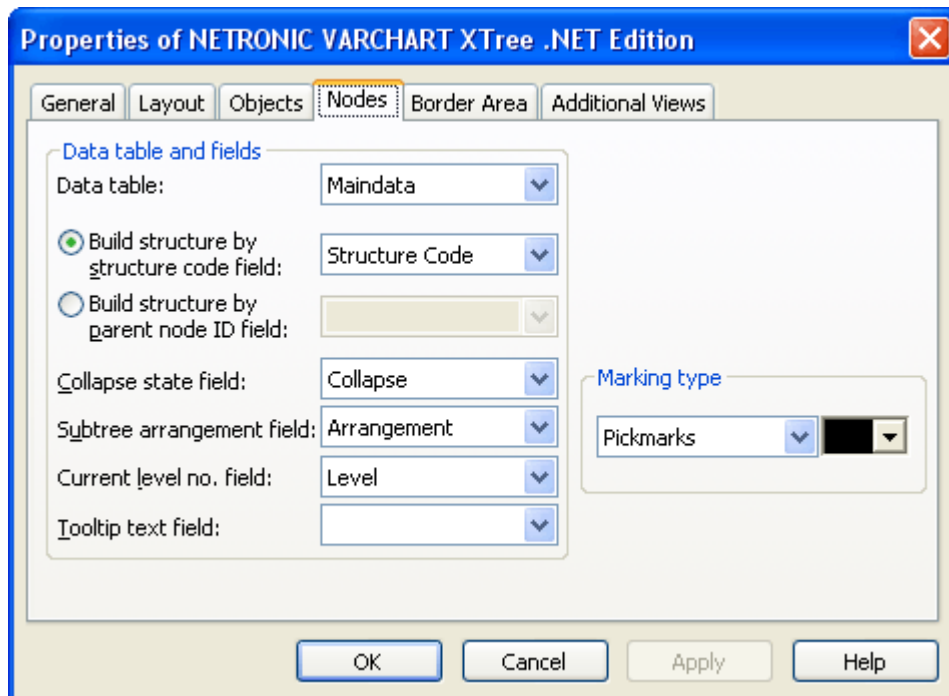 Properties of NETRONIC VARCHART XTree .NET Edition
General Layout Objects Nodes Border Area Additional Views
Data table and fields
Data table: Maindata
Build structure by
structure code field: Structure Code
Build structure by
parent node ID field:
Collapse state field: Collapse
Marking type
Subtree arrangement field: Arrangement
Pickmarks
Current level no. field: Level
Tooltip text field:
OK Cancel Apply Help